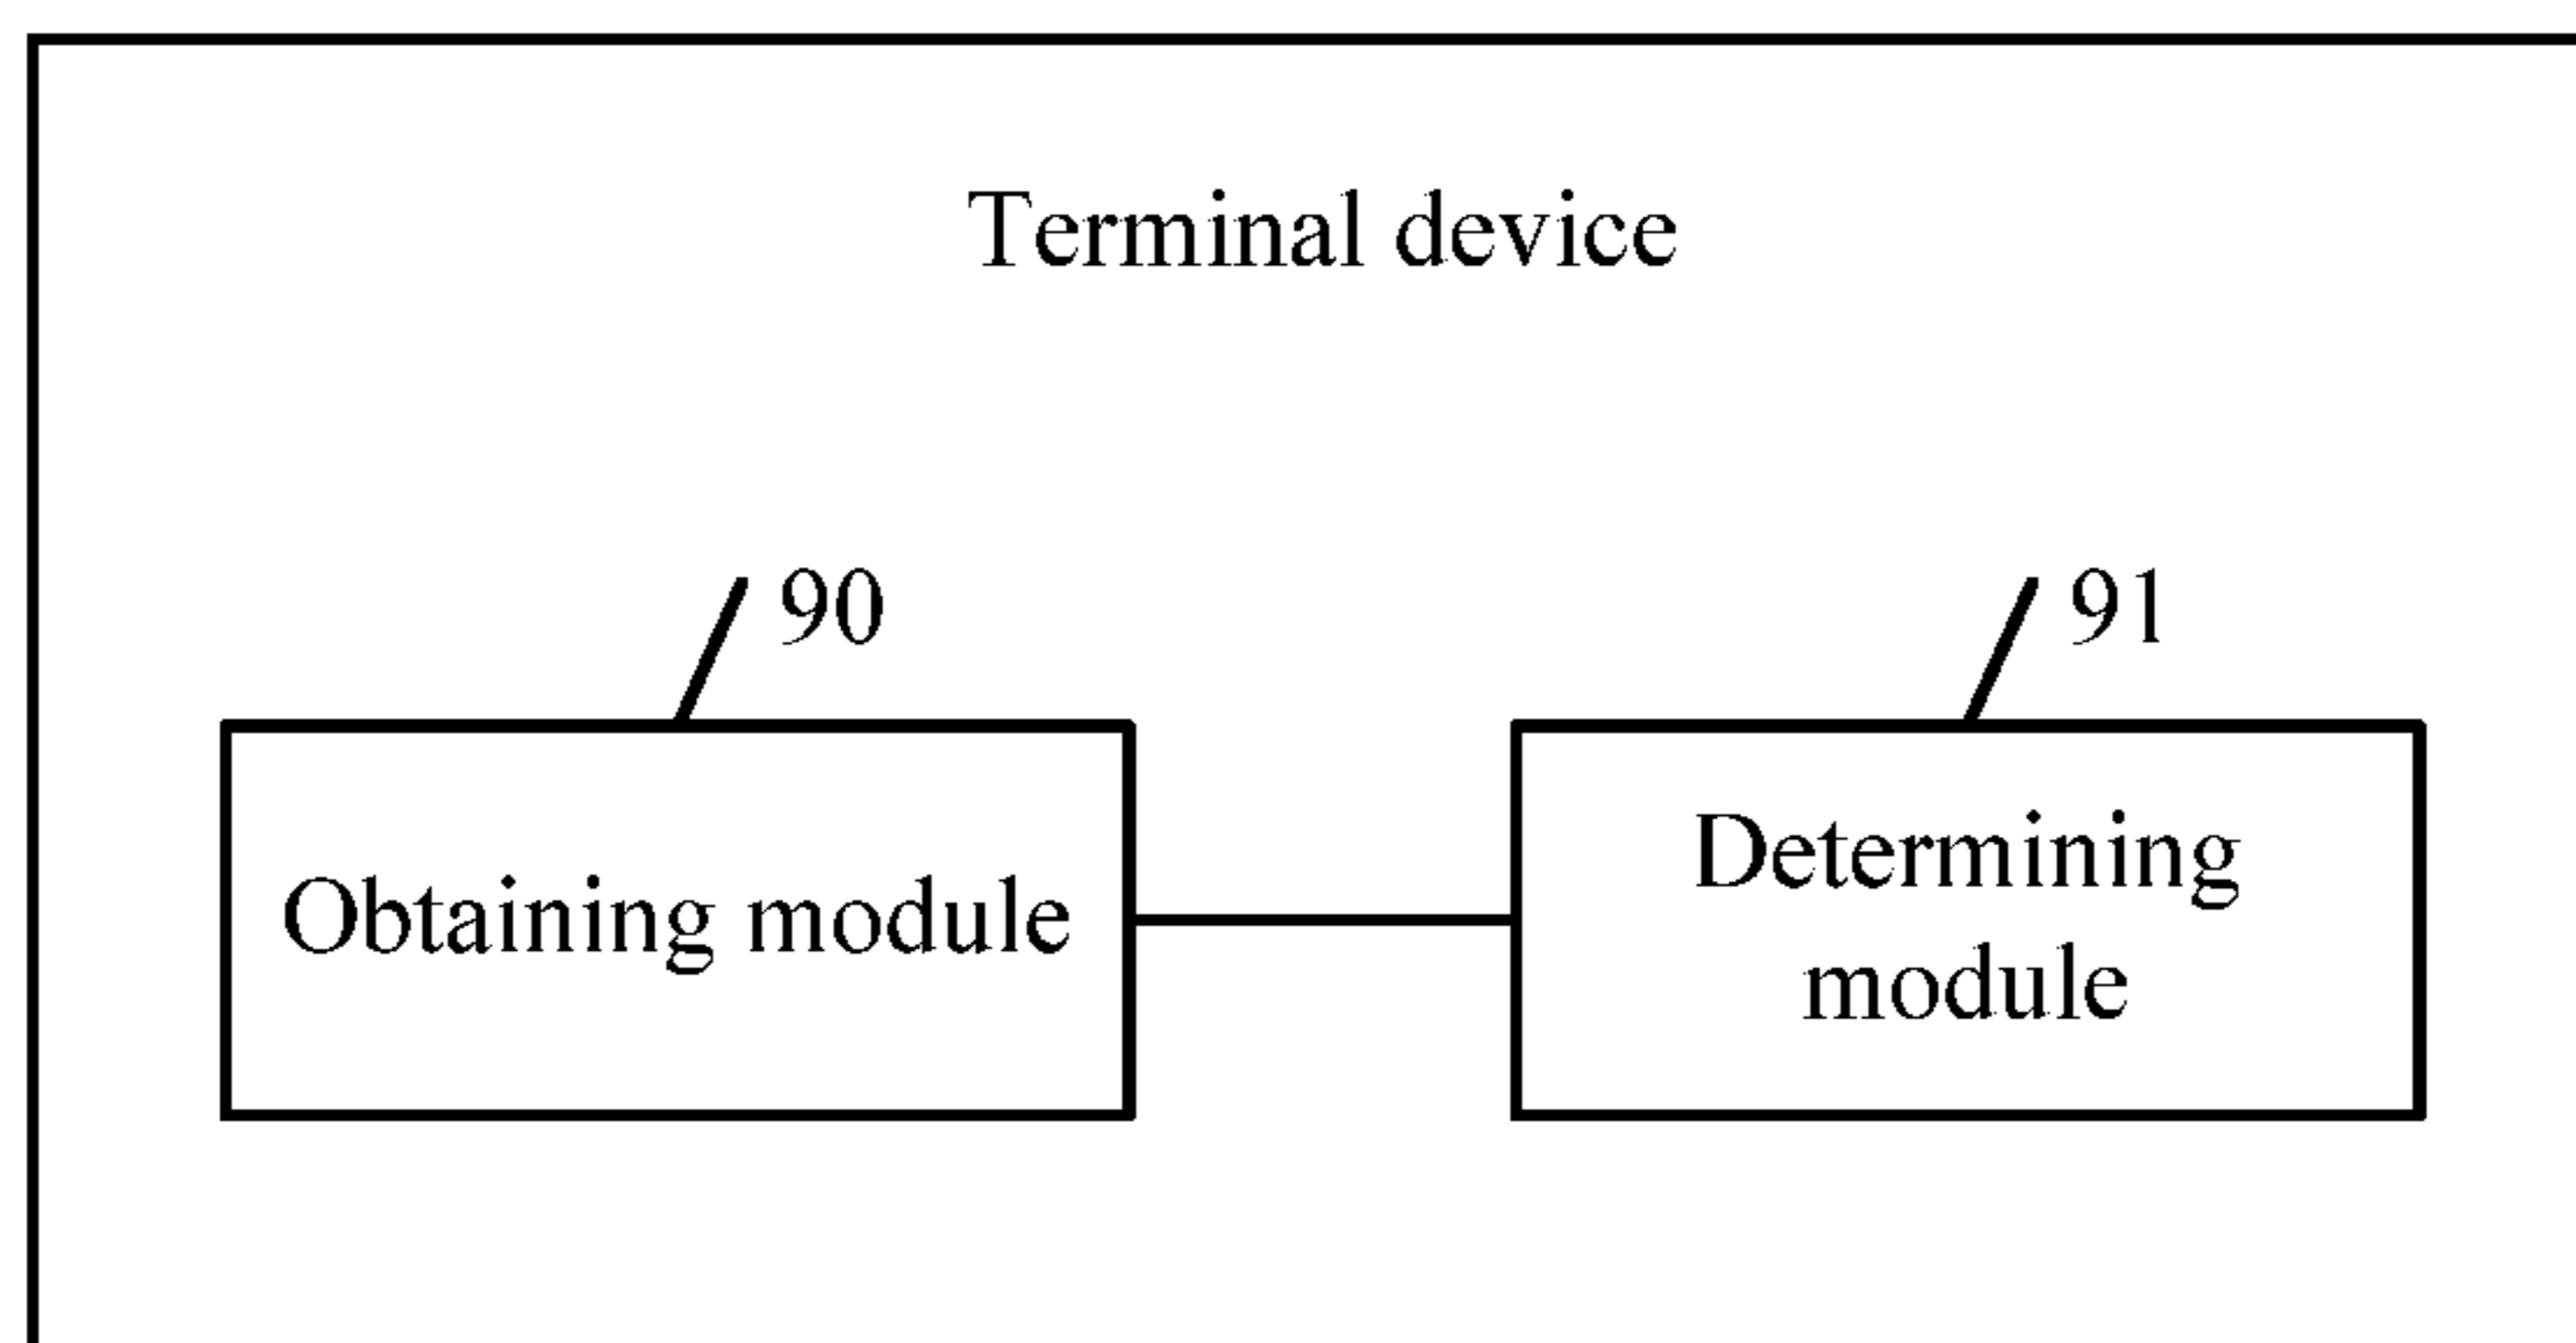 Terminal device
90
91
Obtaining module
Determining
module